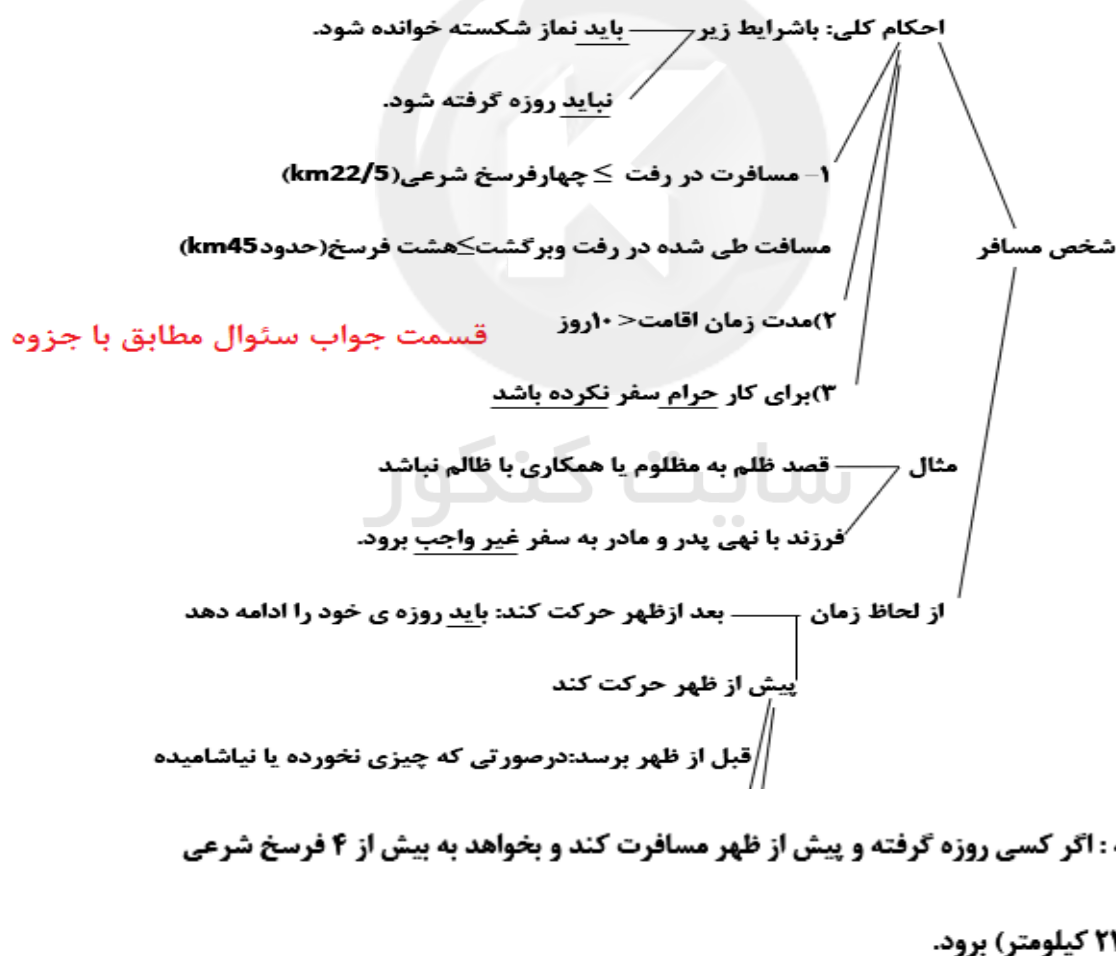 احکام کلی: باشرایط زیر باید نماز شکسته خوانده شود.
نباید روزه گرفته شود.
۱- مسافرت در رفت ≥ چهارفرسخ شرعی(km22/5)
شخص مسافر
مسافت طی شده در رفت وبرگشت≥هشت فرسخ(حدودkm45)
۲)مدت زمان اقامت< ۱۰روز
قسمت جواب سئوال مطابق با جزوه
۳)برای کار حرام سفر نکرده باشد
سایت کنکور
مثال قصد ظلم به مظلوم یا همکاری با ظالم نباشد
فرزند با نهی پدر و مادر به سفر غیر واجب برود.
از لحاظ زمان بعد ازظهر حرکت کند: باید روزه ی خود را ادامه دهد
پیش از ظهر حرکت کند
قبل از ظهر برسد:درصورتی که چیزی نخورده یا نیاشامیده
: اگر کسی روزه گرفته و پیش از ظهر مسافرت کند و بخواهد به بیش از ۴ فرسخ شرعی
کیلومتر) برود.